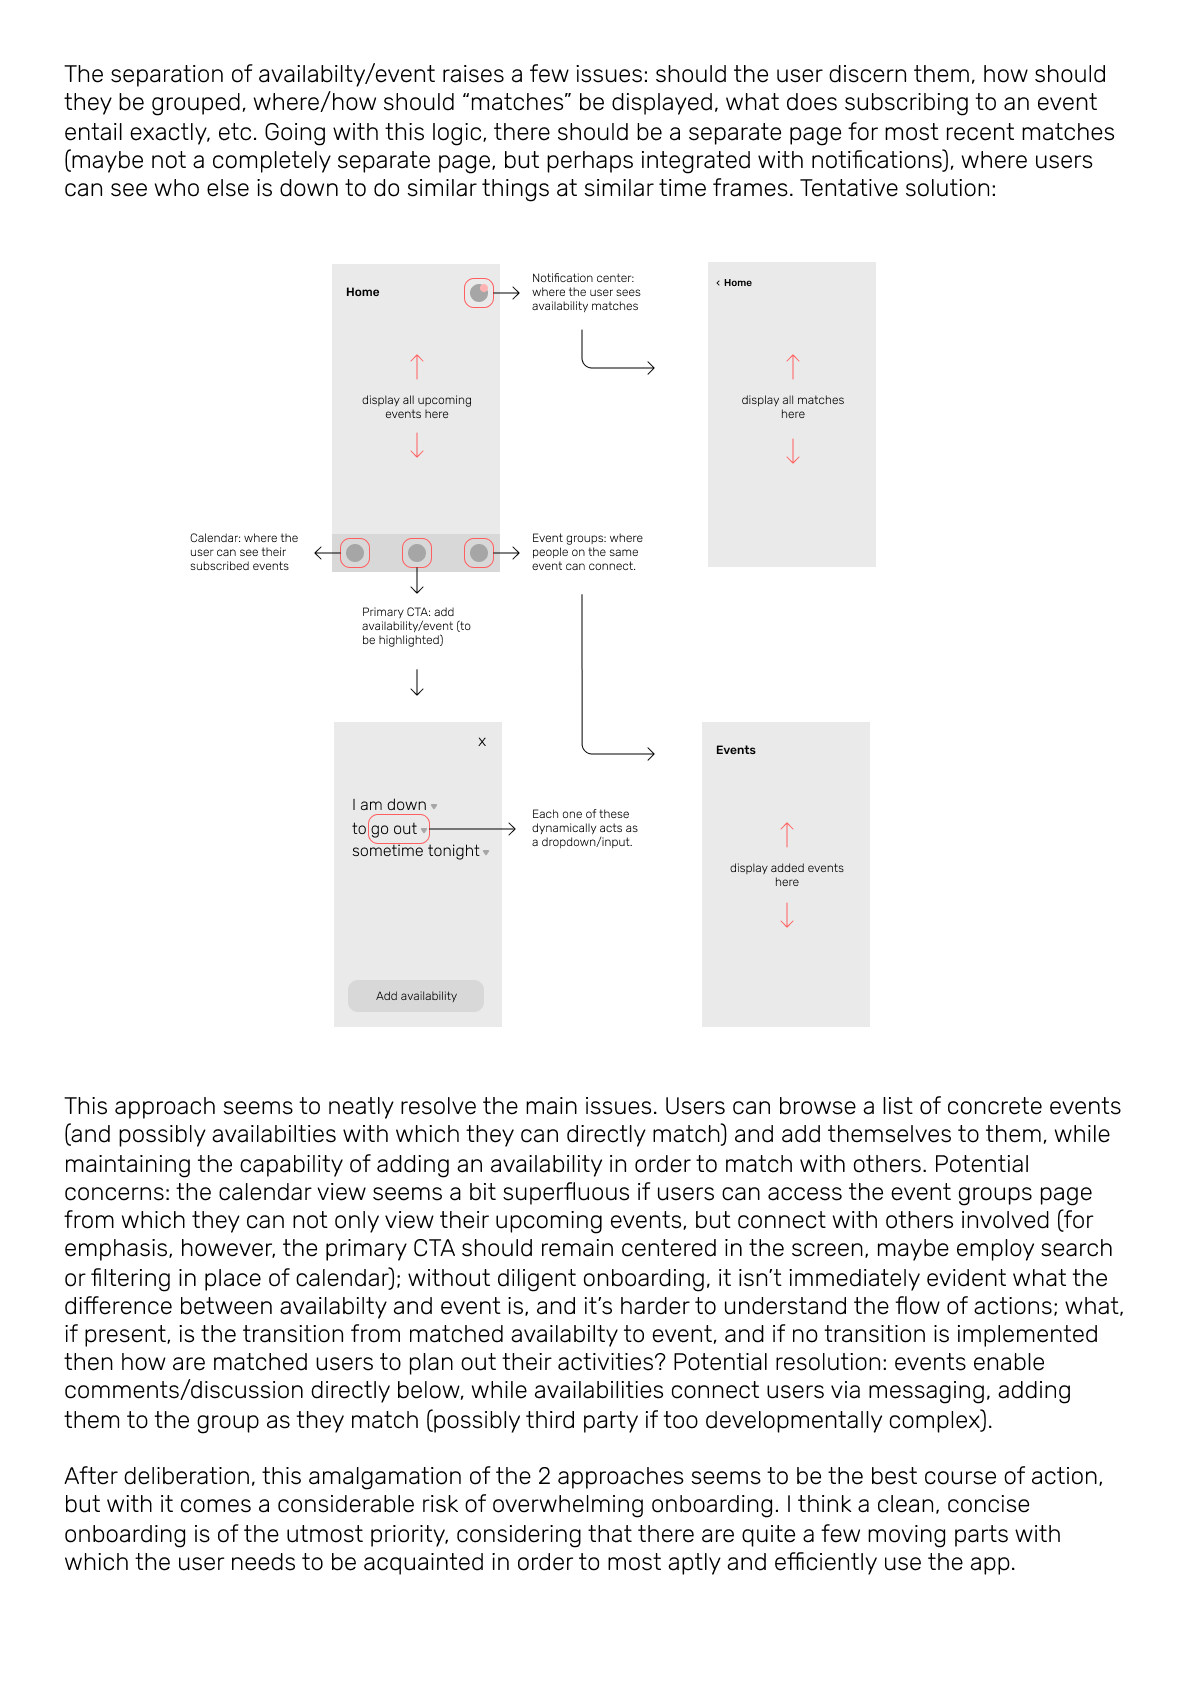 The separation of availabilty/event raises a few issues: should the user discern them, how should
they be grouped, where/how should “matches” be displayed, what does subscribing to an event
entail exactly, etc. Going with this logic, there should be a separate page for most recent matches
(maybe not a completely separate page, but perhaps integrated with notifications), where users
can see who else is down to do similar things at similar time frames. Tentative solution:
Home
Notification center:
where the user sees
availability matches
‹ Home
display all upcoming
events here
display all matches
here
Calendar: where the
user can see their
subscribed events
Event groups: where
people on the same
event can connect.
Primary CTA: add
availability/event (to
be highlighted)
X
Events
I am down
to go out
sometime tonight
Each one of these
dynamically acts as
a dropdown/input.
display added events
here
Add availability
This approach seems to neatly resolve the main issues. Users can browse a list of concrete events
(and possibly availabilties with which they can directly match) and add themselves to them, while
maintaining the capability of adding an availability in order to match with others. Potential
concerns: the calendar view seems a bit superfluous if users can access the event groups page
from which they can not only view their upcoming events, but connect with others involved (for
emphasis, however, the primary CTA should remain centered in the screen, maybe employ search
or filtering in place of calendar); without diligent onboarding, it isn’t immediately evident what the
difference between availabilty and event is, and it’s harder to understand the flow of actions; what,
if present, is the transition from matched availabilty to event, and if no transition is implemented
then how are matched users to plan out their activities? Potential resolution: events enable
comments/discussion directly below, while availabilities connect users via messaging, adding
them to the group as they match (possibly third party if too developmentally complex).
After deliberation, this amalgamation of the 2 approaches seems to be the best course of action,
but with it comes a considerable risk of overwhelming onboarding. I think a clean, concise
onboarding is of the utmost priority, considering that there are quite a few moving parts with
which the user needs to be acquainted in order to most aptly and efficiently use the app.